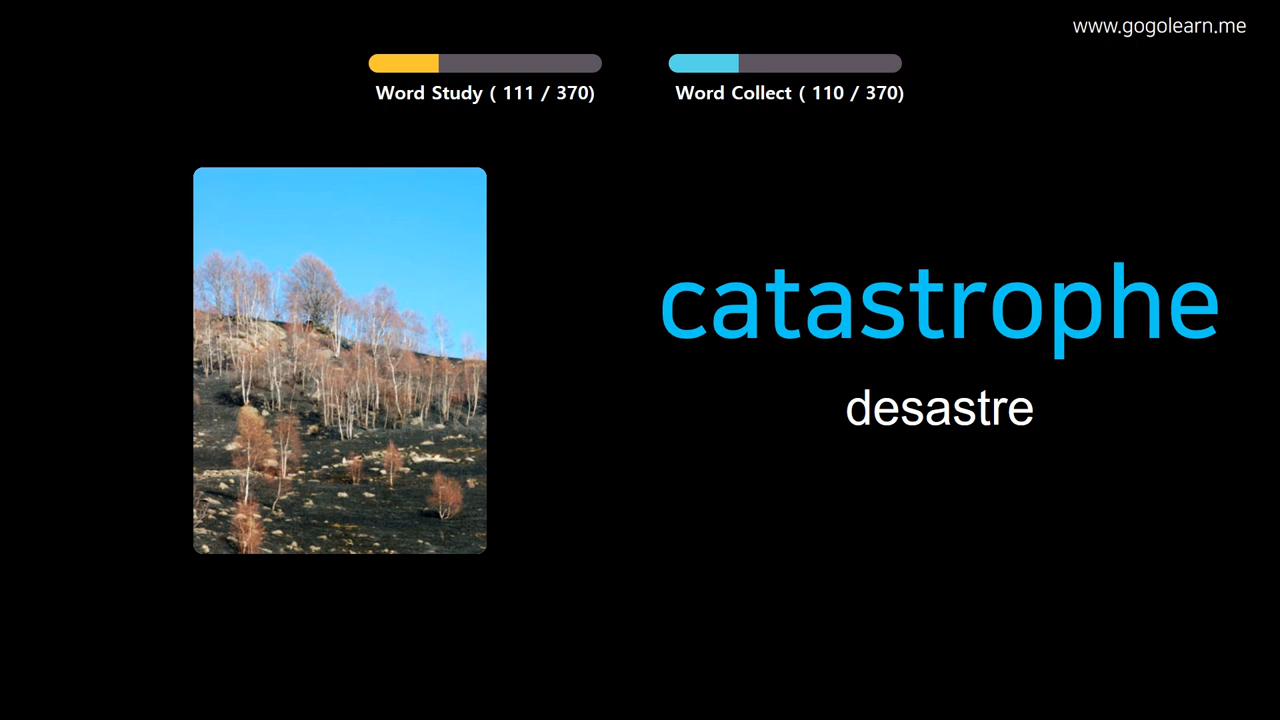 www.gogolearn.me
Word Study ( 111 / 370)
Word Collect ( 110 / 370)
catastrophe
desastre